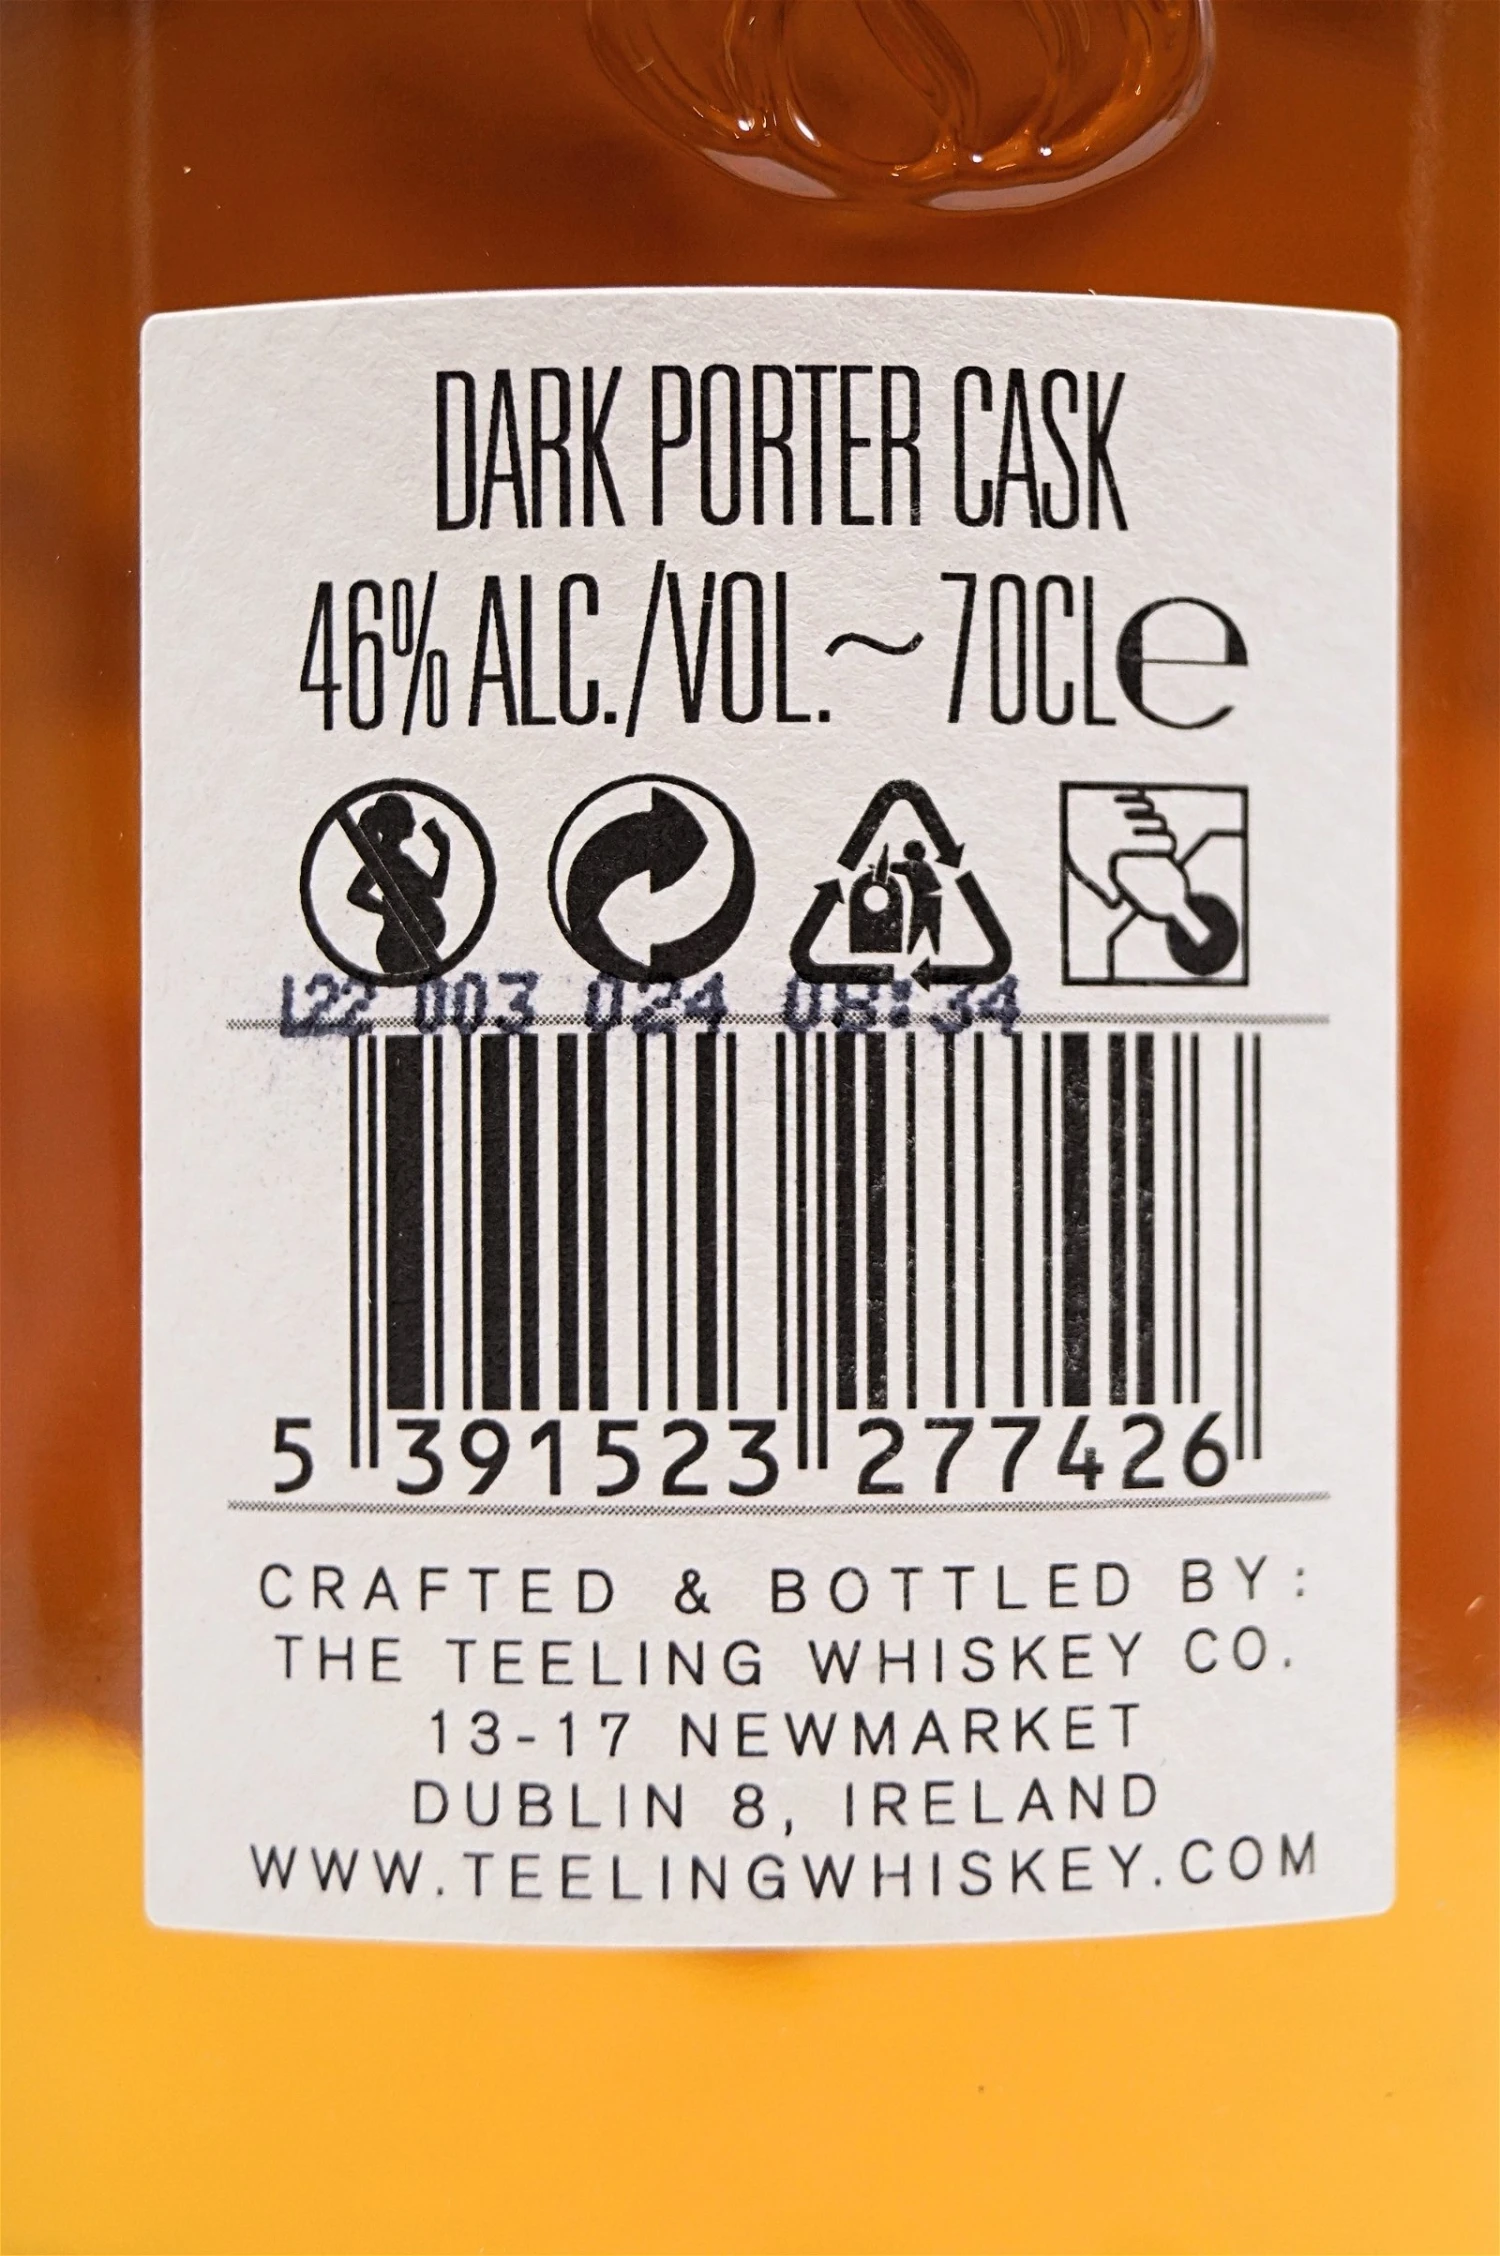 DARK PORTER CASK
46% ALC./VOL. ~ 70CL e
L22 003 024 08:34
5 391523 277426
CRAFTED & BOTTLED BY:
THE TEELING WHISKEY CO.
13-17 NEWMARKET
DUBLIN 8, IRELAND
WWW.TEELINGWHISKEY.COM